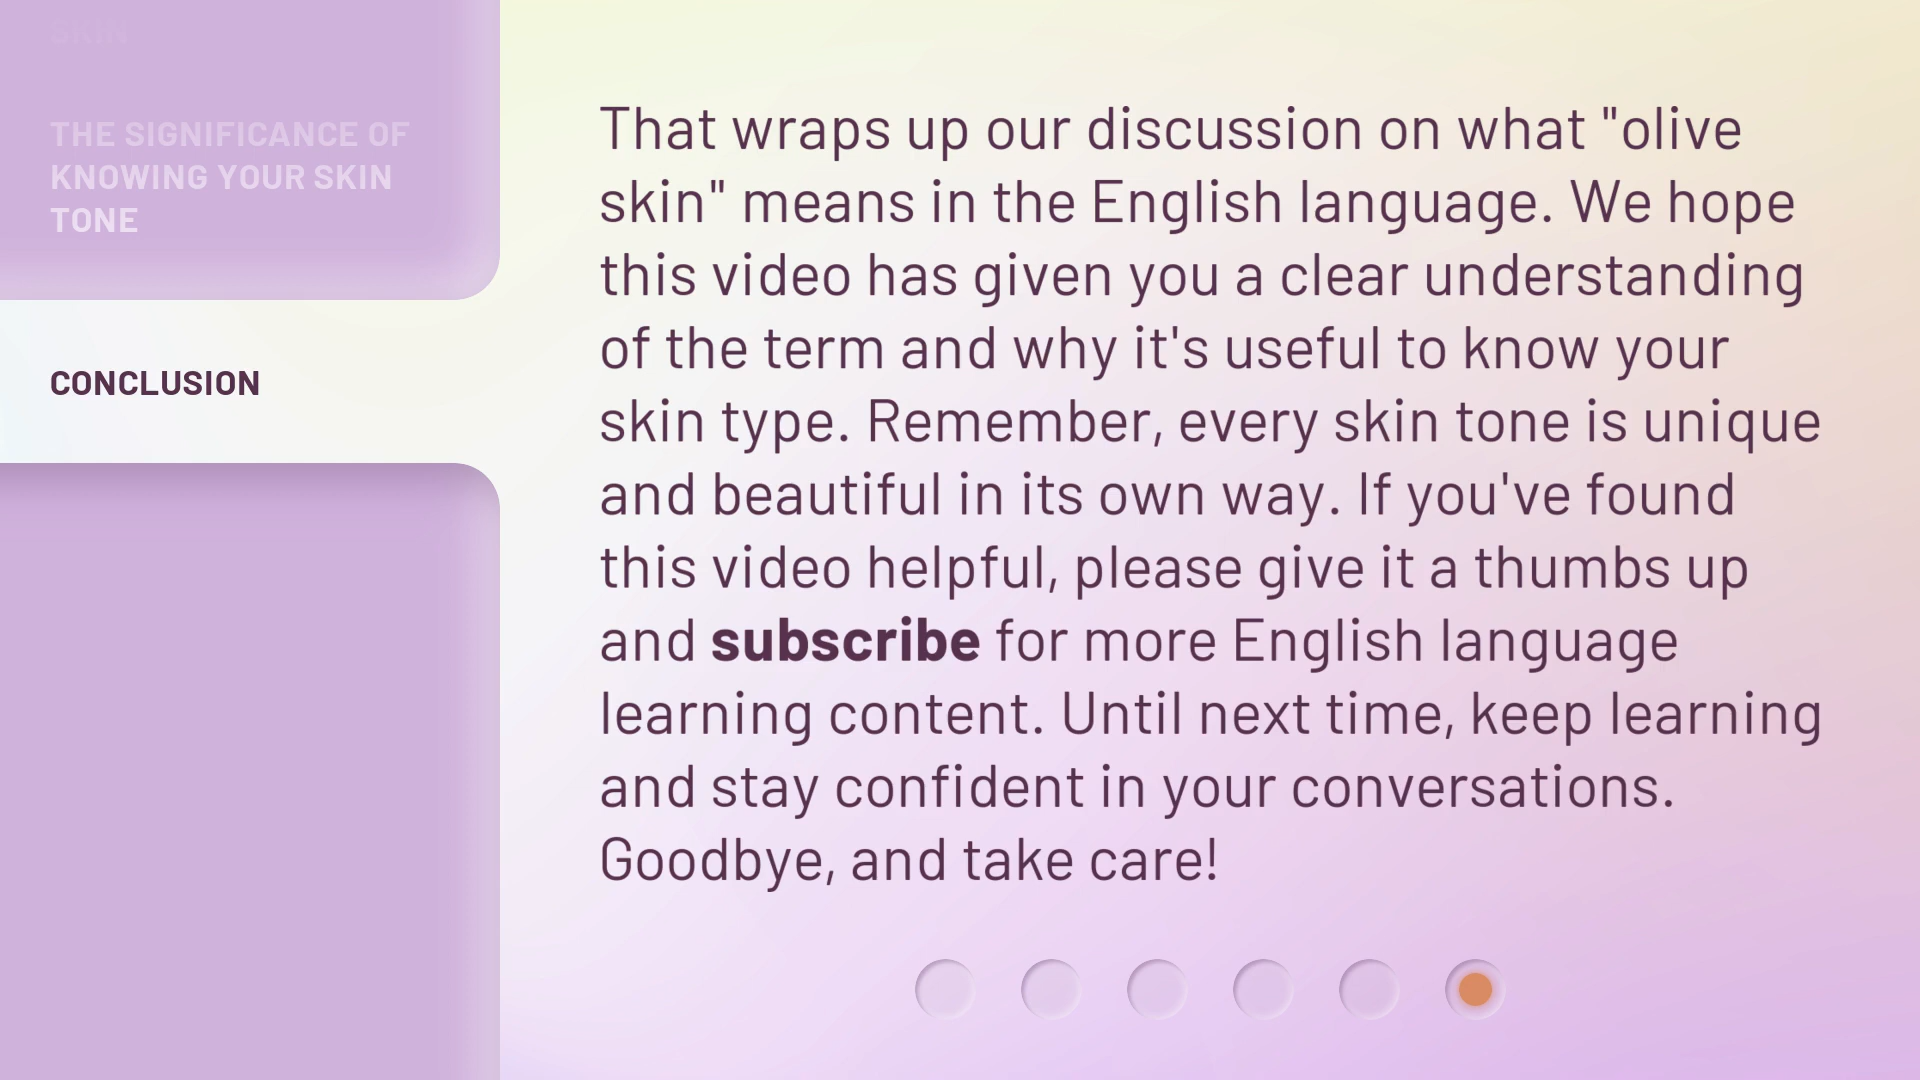 SKIN
THE SIGNIFICANCE OF
KNOWING YOUR SKIN
TONE
CONCLUSION
That wraps up our discussion on what "olive
skin" means in the English language. We hope
this video has given you a clear understanding
of the term and why it's useful to know your
skin type. Remember, every skin tone is unique
and beautiful in its own way. If you've found
this video helpful, please give it a thumbs up
and subscribe for more English language
learning content. Until next time, keep learning
and stay confident in your conversations.
Goodbye, and take care!